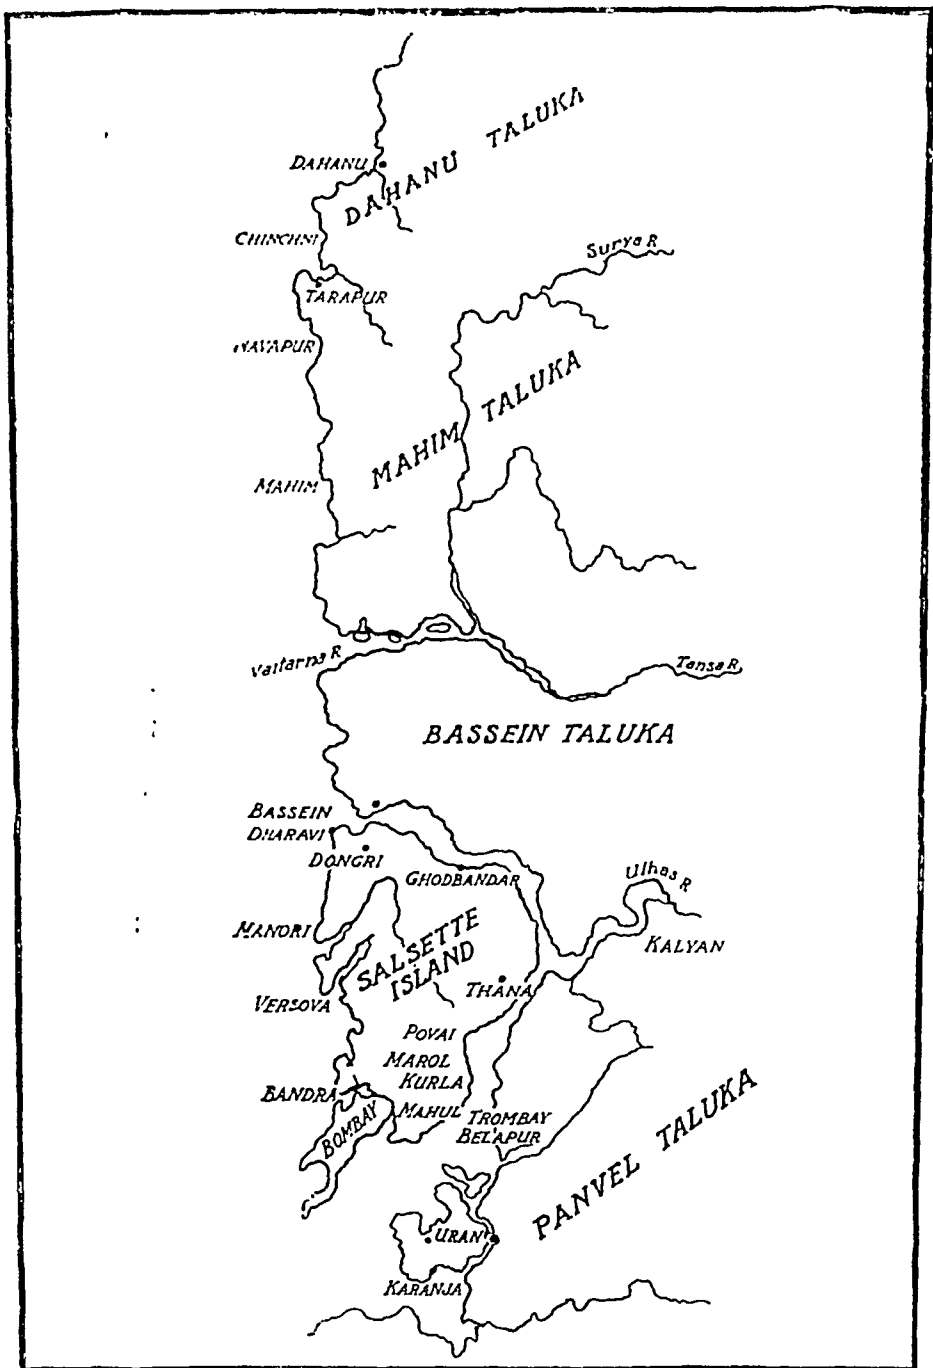 DAHANU TALUKA
DAHANU
CHINCHNI
Surya R
TARAPUR
NAVAPUR
MAHIM TALUKA
MAHIM
Vaitarna R
Tansa R
BASSEIN TALUKA
BASSEIN
DHARAVI
DONGRI
GHODBANDAR
Ulhas R
MANORI
KALYAN
SALSETTE
ISLAND
THANA
VERSOVA
POVAI
MAROL
KURLA
BANDRA
MAHUL
TROMBAY
BOMBAY
BELAPUR
PANVEL TALUKA
URAN
KARANJA